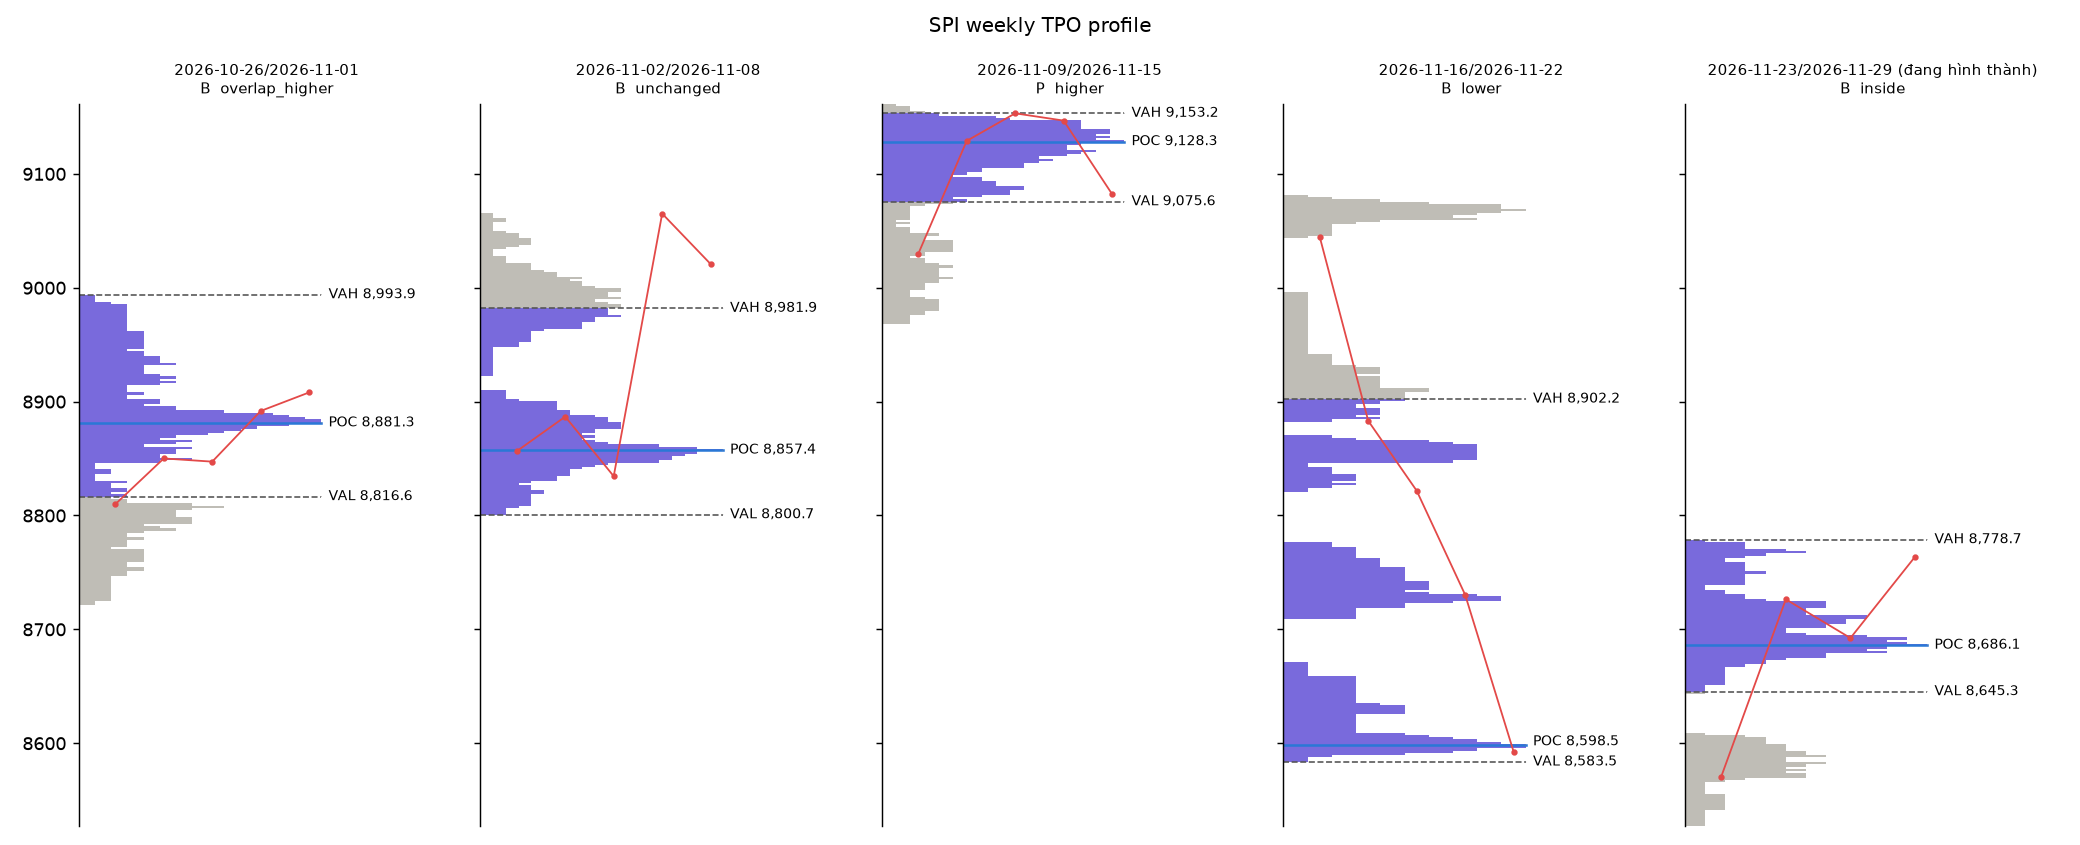 SPI weekly TPO profile
2026-10-26/2026-11-01
B  overlap_higher
2026-11-02/2026-11-08
B  unchanged
2026-11-09/2026-11-15
P  higher
2026-11-16/2026-11-22
B  lower
2026-11-23/2026-11-29 (đang hình thành)
B  inside
9100
9000
8900
8800
8700
8600
VAH 8,993.9
POC 8,881.3
VAL 8,816.6
VAH 8,981.9
POC 8,857.4
VAL 8,800.7
VAH 9,153.2
POC 9,128.3
VAL 9,075.6
VAH 8,902.2
POC 8,598.5
VAL 8,583.5
VAH 8,778.7
POC 8,686.1
VAL 8,645.3